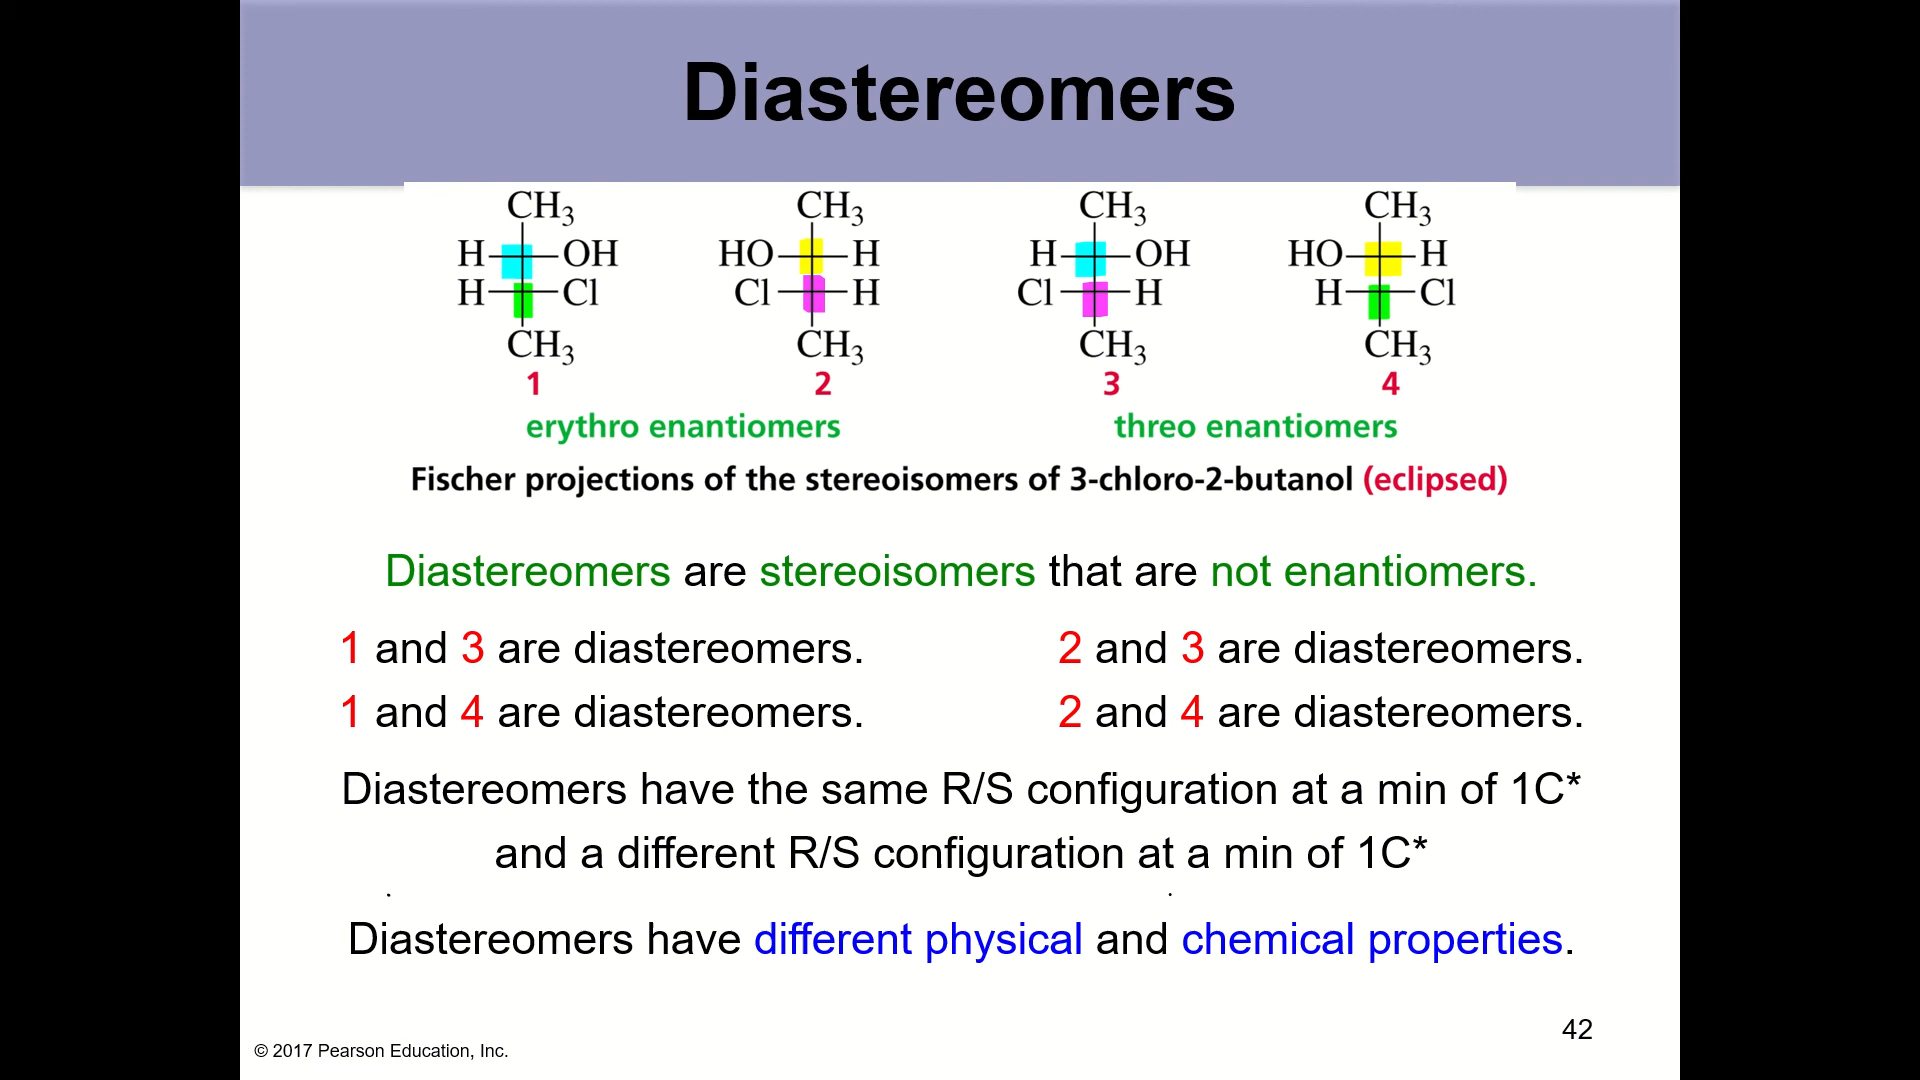 Diastereomers
CH₃ CH₃ CH₃ CH₃
H OH HO H H OH HO H
H Cl Cl H Cl H H Cl
CH₃ CH₃ CH₃ CH₃
1 2 3 4
erythro enantiomers threo enantiomers
Fischer projections of the stereoisomers of 3-chloro-2-butanol (eclipsed)
Diastereomers are stereoisomers that are not enantiomers.
1 and 3 are diastereomers. 2 and 3 are diastereomers.
1 and 4 are diastereomers. 2 and 4 are diastereomers.
Diastereomers have the same R/S configuration at a min of 1C*
and a different R/S configuration at a min of 1C*
Diastereomers have different physical and chemical properties.
42
© 2017 Pearson Education, Inc.